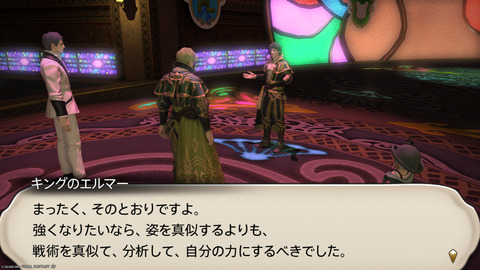 キングのエルマー
まったく、そのとおりですよ。
強くなりたいなら、姿を真似するよりも、
戦術を真似て、分析して、自分の力にするべきでした。